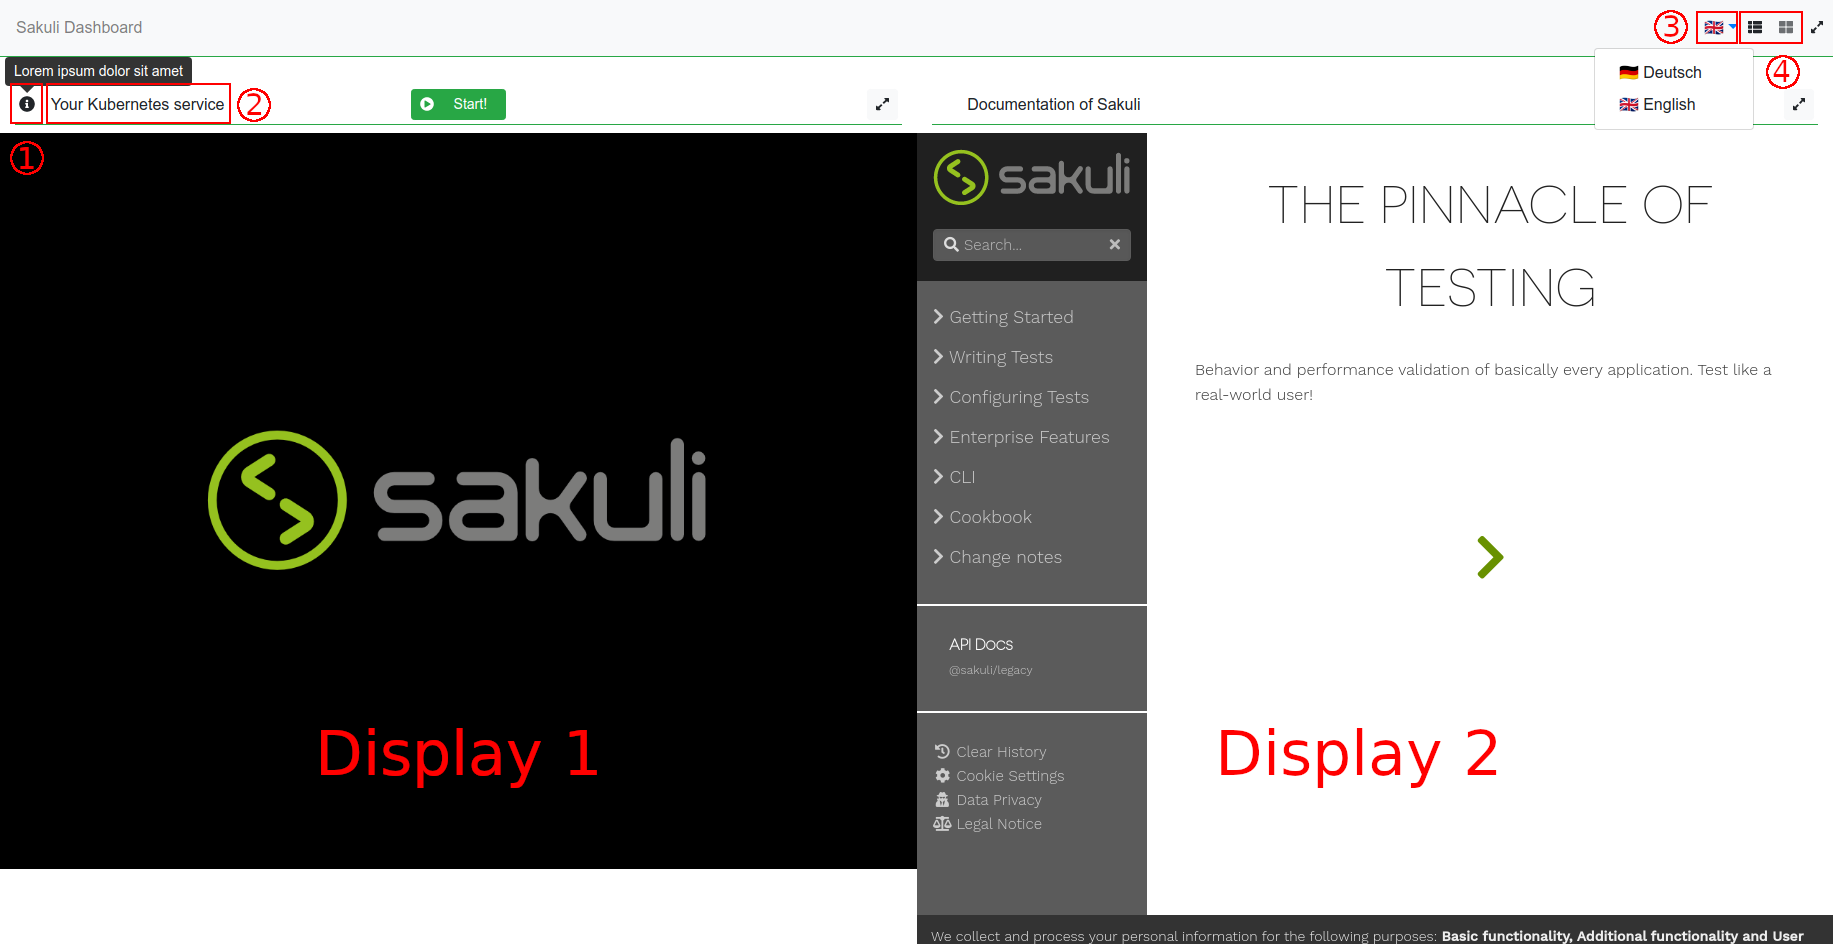 Sakuli Dashboard
③
Lorem ipsum dolor sit amet
Deutsch
④
English
Your Kubernetes service
②
Start!
Documentation of Sakuli
①
sakuli
Search...
Getting Started
Writing Tests
Configuring Tests
Enterprise Features
CLI
Cookbook
Change notes
API Docs
@sakuli/legacy
Clear History
Cookie Settings
Data Privacy
Legal Notice
THE PINNACLE OF
TESTING
Behavior and performance validation of basically every application. Test like a
real-world user!
sakuli
Display 1
Display 2
We collect and process your personal information for the following purposes: Basic functionality, Additional functionality and User